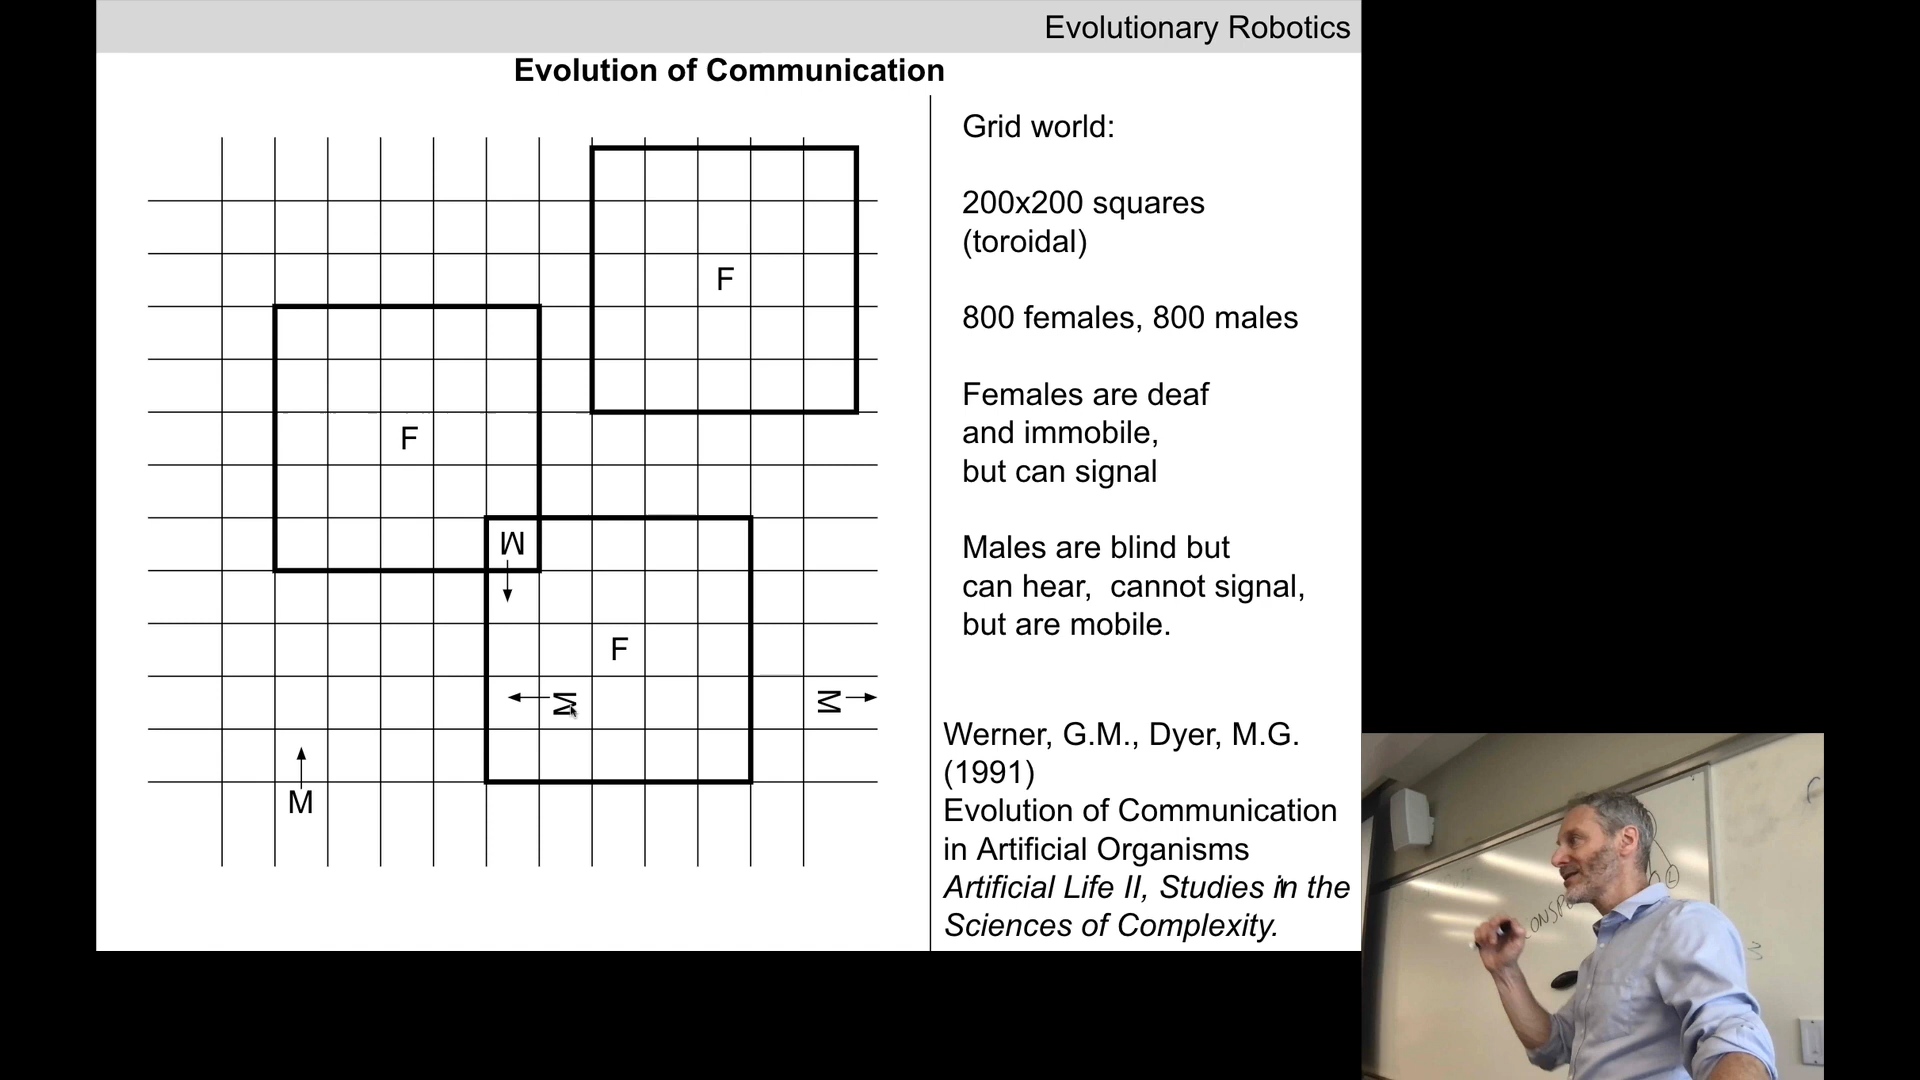 Evolutionary Robotics
Evolution of Communication
F
F
M
F
M
M
M
Grid world:
200x200 squares
(toroidal)
800 females, 800 males
Females are deaf
and immobile,
but can signal
Males are blind but
can hear, cannot signal,
but are mobile.
Werner, G.M., Dyer, M.G.
(1991)
Evolution of Communication
in Artificial Organisms
Artificial Life II, Studies in the
Sciences of Complexity.